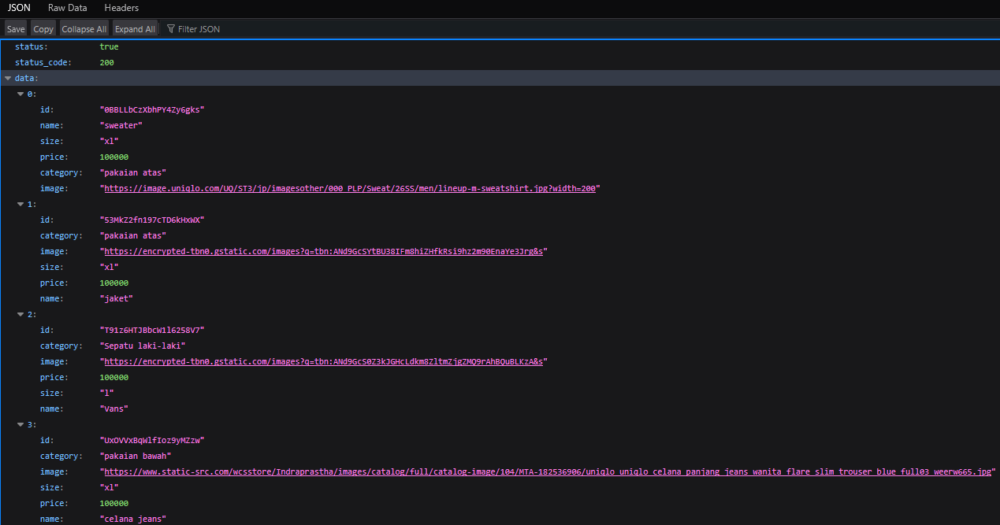 JSON Raw Data Headers
Save Copy Collapse All Expand All Filter JSON
status: true
status_code: 200
data:
0:
id: "0BBLLbCzXbhPY4Zy6gks"
name: "sweater"
size: "xl"
price: 100000
category: "pakaian atas"
image: "https://image.uniqlo.com/UQ/ST3/jp/imagesother/000_PLP/Sweat/26SS/men/lineup-m-sweatshirt.jpg?width=200"
1:
id: "53MkZ2fn197cTD6kHxWX"
category: "pakaian atas"
image: "https://encrypted-tbn0.gstatic.com/images?q=tbn:ANd9GcSYtBU38IFm8hiZHfkRsi9hz2m90EnaYe3Jrg&s"
size: "xl"
price: 100000
name: "jaket"
2:
id: "T91z6HTJBbcW1l6258V7"
category: "Sepatu laki-laki"
image: "https://encrypted-tbn0.gstatic.com/images?q=tbn:ANd9GcS0Z3kJGHcLdkm8ZltmZjgZMQ9rAhBQuBLKzA&s"
price: 100000
size: "l"
name: "Vans"
3:
id: "UxOVVxBqWlfIoz9yMZzw"
category: "pakaian bawah"
image: "https://www.static-src.com/wcsstore/Indraprastha/images/catalog/full/catalog-image/104/MTA-182536906/uniqlo_uniqlo_celana_panjang_jeans_wanita_flare_slim_trouser_blue_full03_weerw665.jpg"
size: "xl"
price: 100000
name: "celana jeans"